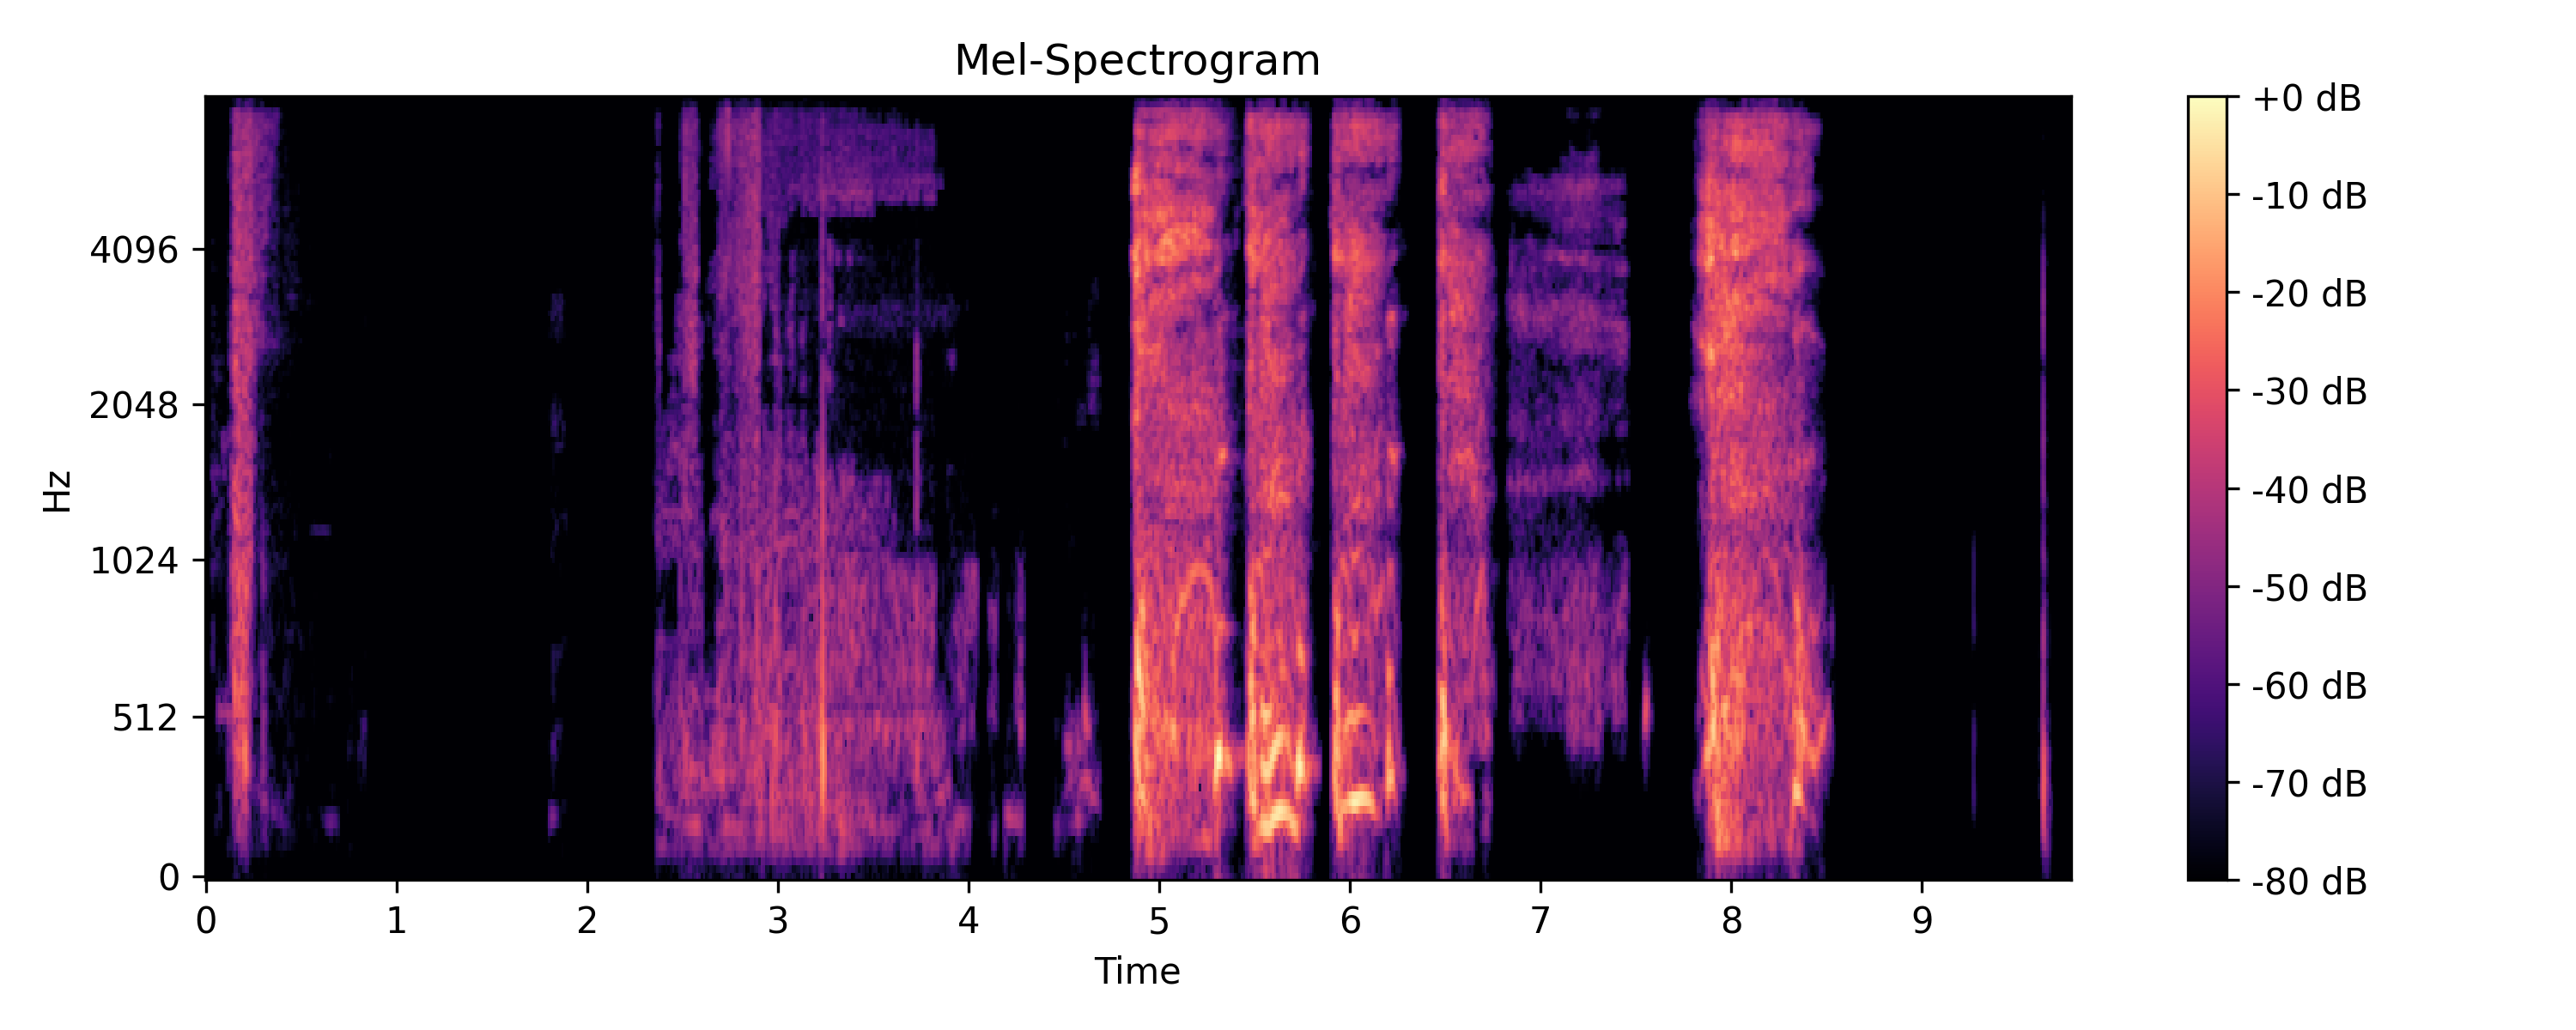 Mel-Spectrogram
+0 dB
-10 dB
-20 dB
-30 dB
-40 dB
-50 dB
-60 dB
-70 dB
-80 dB
Hz
4096
2048
1024
512
0
0 1 2 3 4 5 6 7 8 9
Time